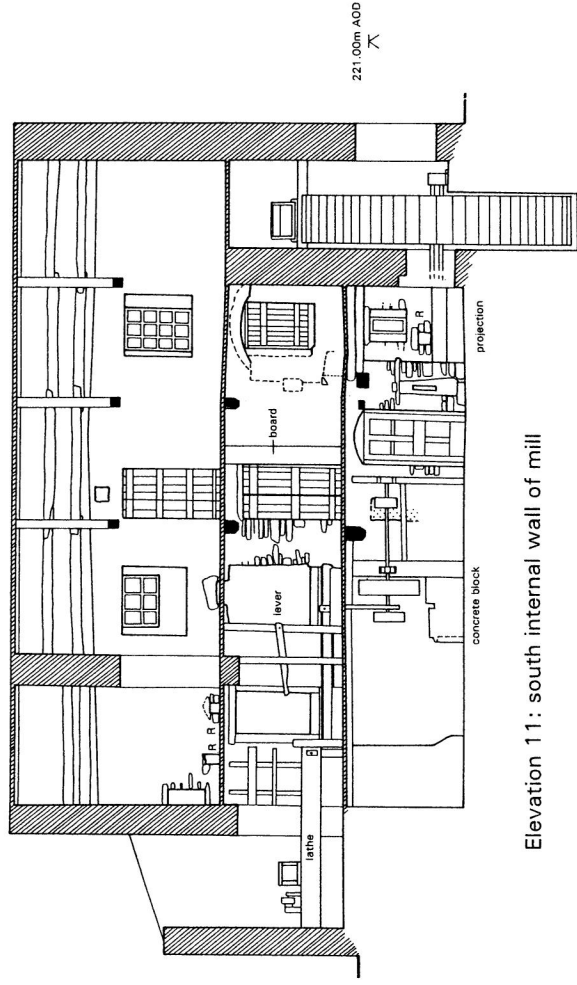 221.00m AOD
board
lever
R R
R
lathe
projection
concrete block
Elevation 11: south internal wall of mill